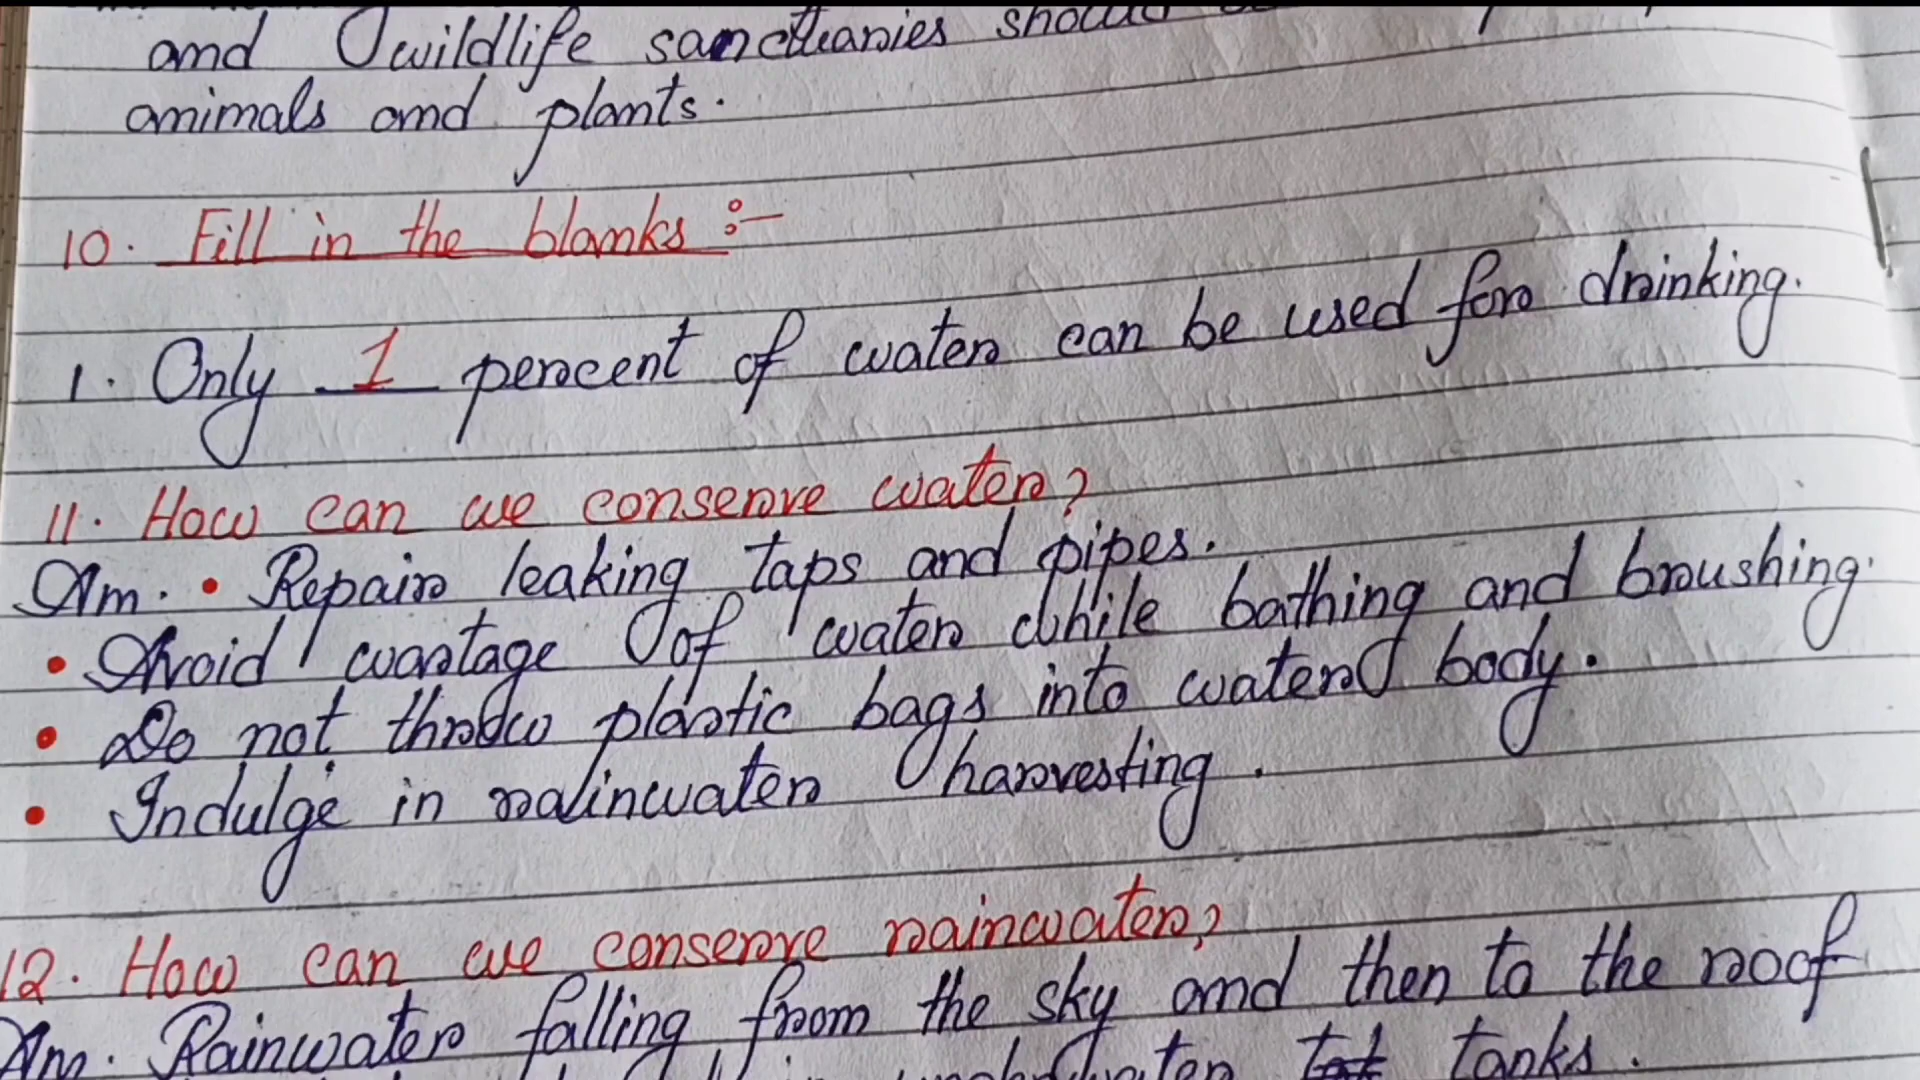 and wildlife sanctuaries should
animals and plants.
10. Fill in the blanks :-
1. Only 1 percent of water can be used for drinking.
11. How can we conserve water?
Ans. • Repair leaking taps and pipes.
• Avoid wastage of water while bathing and brushing.
• Do not throw plastic bags into water body.
• Indulge in rainwater harvesting.
12. How can we conserve rainwater?
Ans. Rainwater falling from the sky and then to the roof
tanks.